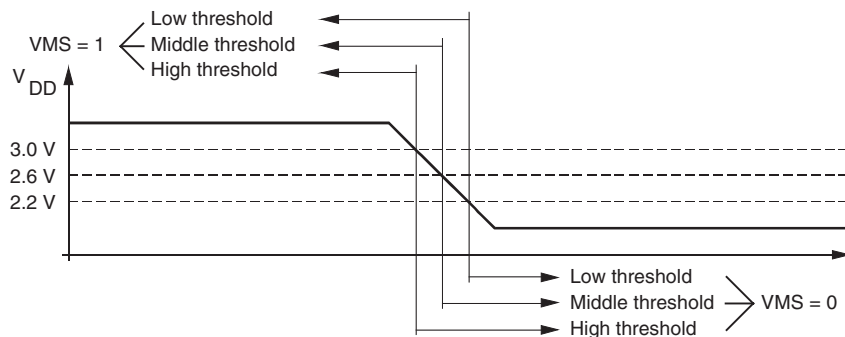 Low threshold
VMS = 1 Middle threshold
High threshold
V DD
3.0 V
2.6 V
2.2 V
Low threshold
Middle threshold VMS = 0
High threshold